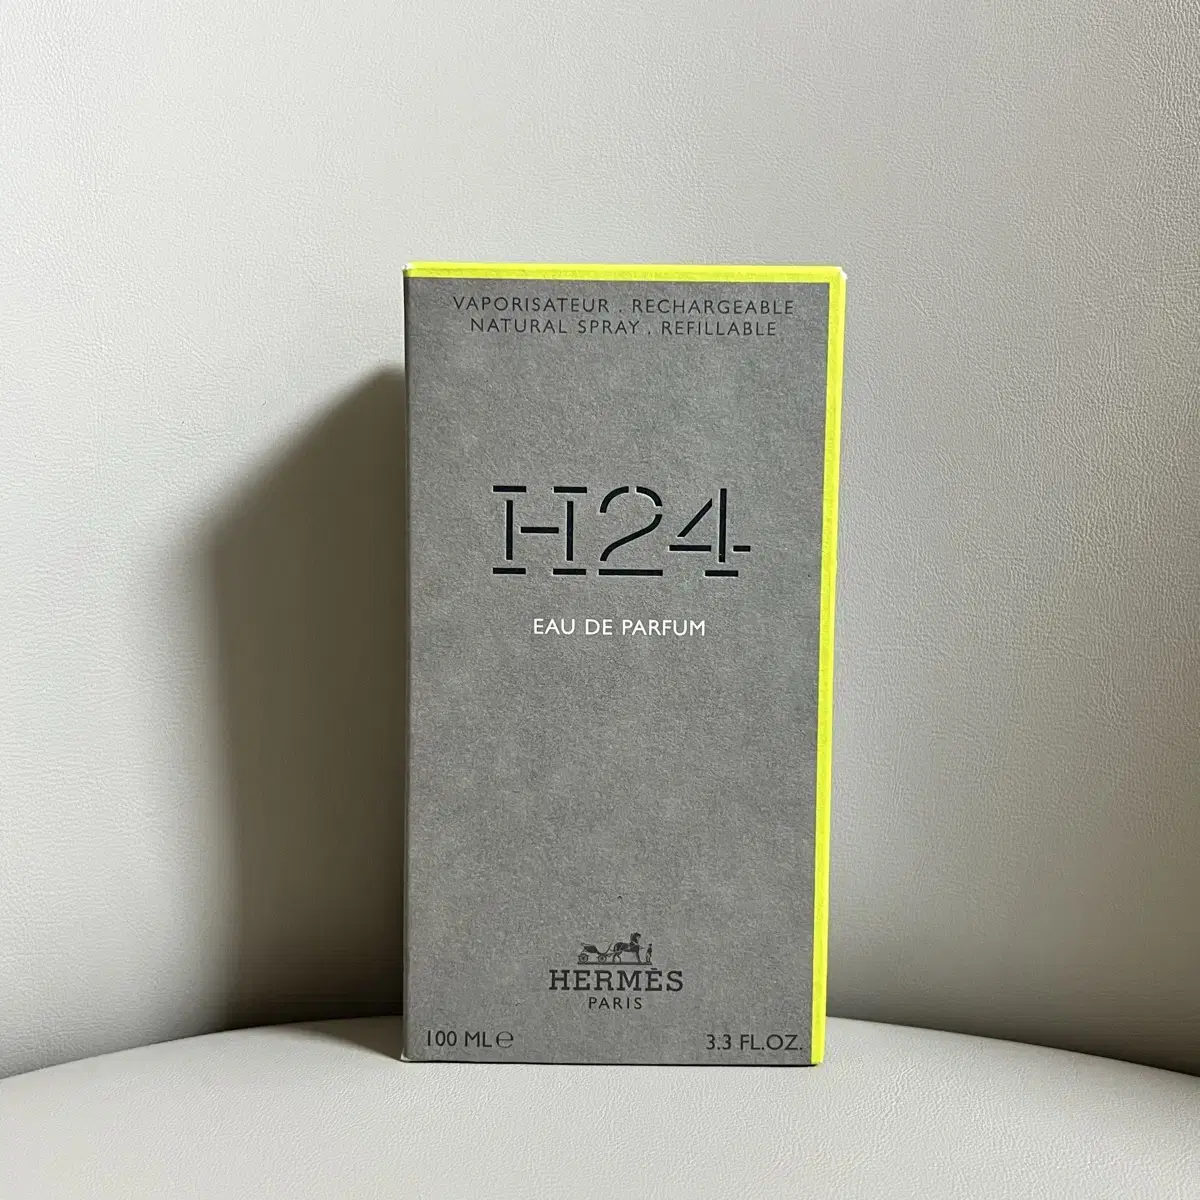 VAPORISATEUR . RECHARGEABLE
NATURAL SPRAY . REFILLABLE
H24
EAU DE PARFUM
HERMÈS
PARIS
100 ML ℮ 3.3 FL.OZ.